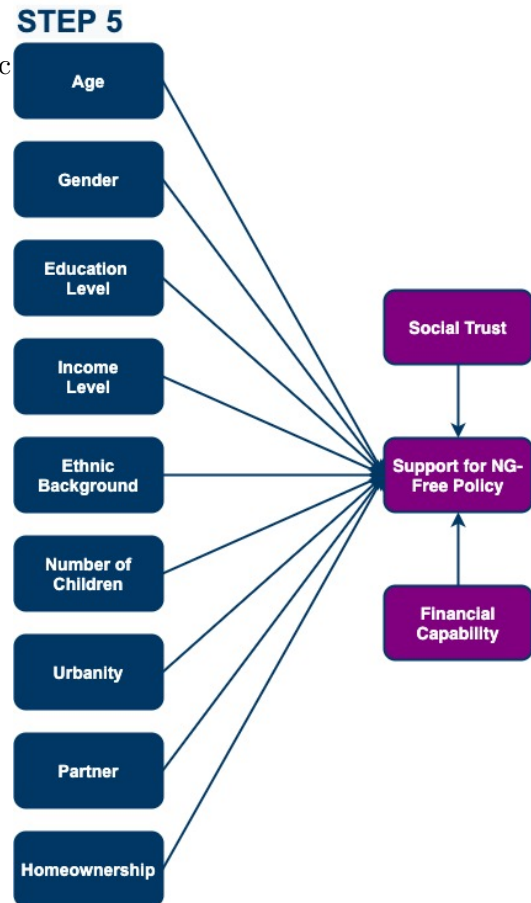 STEP 5
c
Age
Gender
Education
Level
Income
Level
Ethnic
Background
Number of
Children
Urbanity
Partner
Homeownership
Social Trust
Support for NG-
Free Policy
Financial
Capability